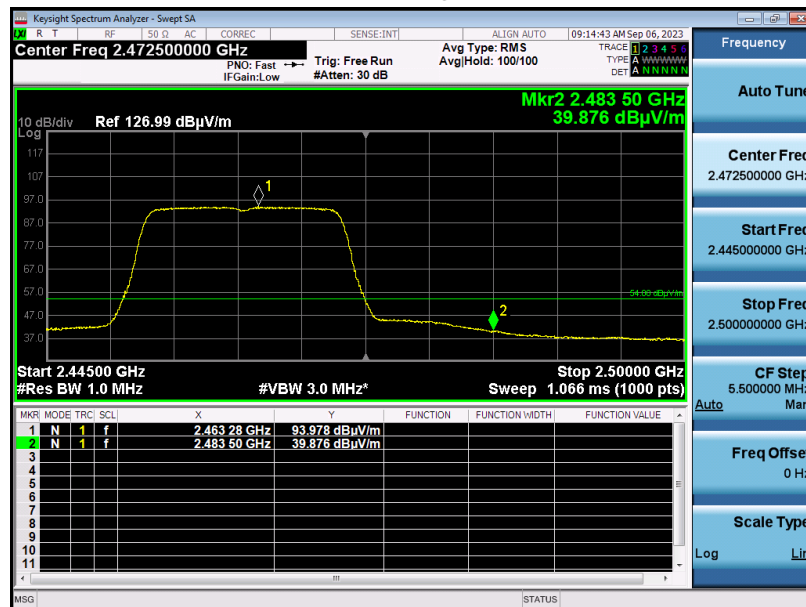 Keysight Spectrum Analyzer - Swept SA
LXI R T RF 50 Ω AC CORREC SENSE:INT ALIGN AUTO 09:14:43 AM Sep 06, 2023
Center Freq 2.472500000 GHz
PNO: Fast
IFGain:Low
Trig: Free Run
#Atten: 30 dB
Avg Type: RMS
Avg|Hold: 100/100
TRACE 1 2 3 4 5 6
TYPE A WWWWW
DET A N N N N N
Mkr2 2.483 50 GHz
39.876 dBµV/m
10 dB/div Ref 126.99 dBµV/m
Log
117
107
97.0
87.0
77.0
67.0
57.0
47.0
37.0
1
2
54.00 dBµV/m
Start 2.44500 GHz
Stop 2.50000 GHz
#Res BW 1.0 MHz #VBW 3.0 MHz* Sweep 1.066 ms (1000 pts)
MKR MODE TRC SCL X Y FUNCTION FUNCTION WIDTH FUNCTION VALUE
1 N 1 f 2.463 28 GHz 93.978 dBµV/m
2 N 1 f 2.483 50 GHz 39.876 dBµV/m
3
4
5
6
7
8
9
10
11
MSG STATUS
Frequency
Auto Tune
Center Freq
2.472500000 GHz
Start Freq
2.445000000 GHz
Stop Freq
2.500000000 GHz
CF Step
5.500000 MHz
Auto Man
Freq Offset
0 Hz
Scale Type
Log Lin